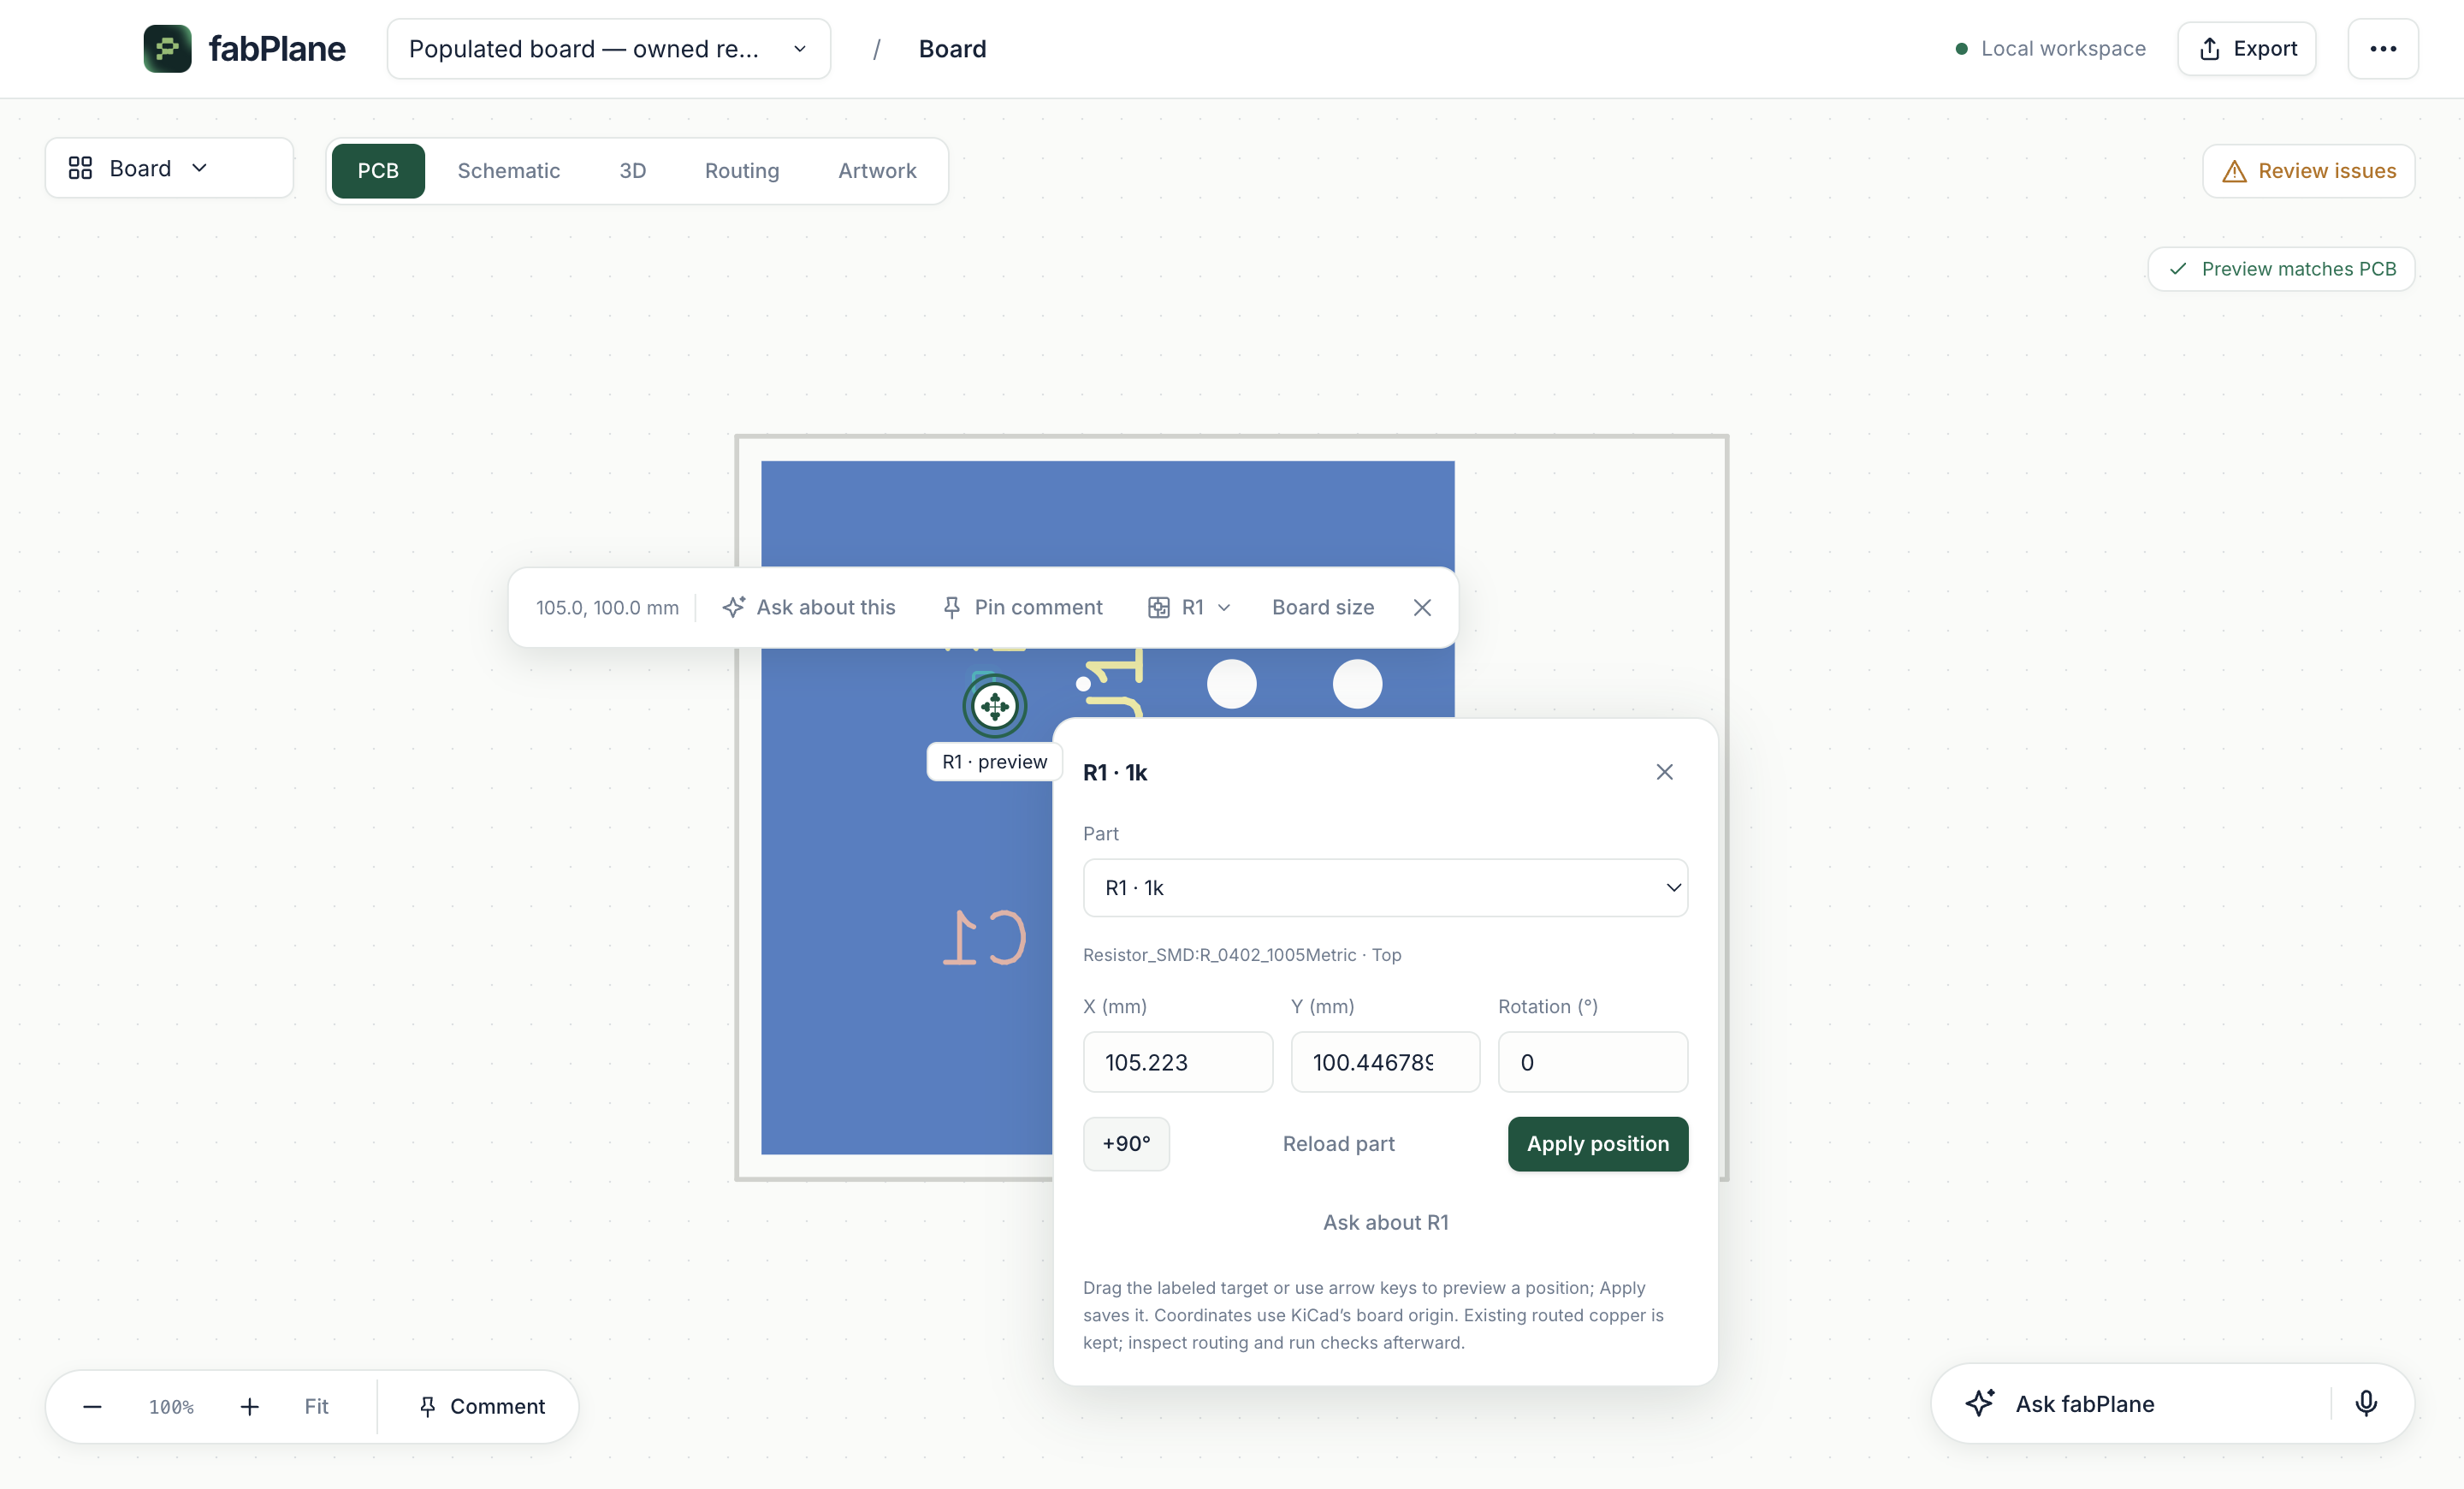 fabPlane
Populated board — owned re...
/
Board
Local workspace
Export
Board
PCB
Schematic
3D
Routing
Artwork
Review issues
Preview matches PCB
105.0, 100.0 mm
Ask about this
Pin comment
R1
Board size
R1 · preview
C1
R1 · 1k
Part
R1 · 1k
Resistor_SMD:R_0402_1005Metric · Top
X (mm)
Y (mm)
Rotation (°)
105.223
100.446789
0
+90°
Reload part
Apply position
Ask about R1
Drag the labeled target or use arrow keys to preview a position; Apply
saves it. Coordinates use KiCad’s board origin. Existing routed copper is
kept; inspect routing and run checks afterward.
100%
Fit
Comment
Ask fabPlane